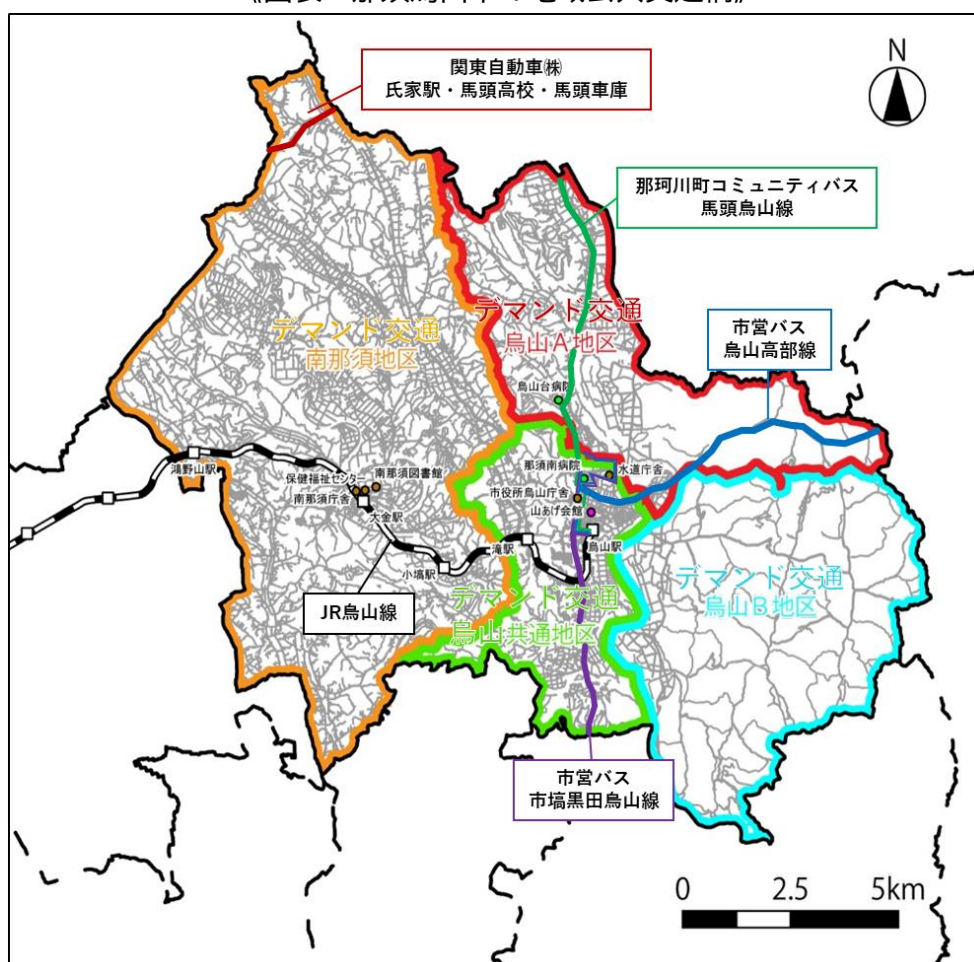 関東自動車㈱
氏家駅・馬頭高校・馬頭車庫
N
那珂川町コミュニティバス
馬頭烏山線
デマンド交通
南那須地区
デマンド交通
烏山A地区
市営バス
烏山高部線
烏山台病院
鴻野山駅
保健福祉センター
南那須図書館
南那須庁舎
大金駅
那須南病院
水道庁舎
市役所烏山庁舎
山あげ会館
烏山駅
滝駅
小塙駅
JR烏山線
デマンド交通
烏山共通地区
デマンド交通
烏山B地区
市営バス
市塙黒田烏山線
0 2.5 5km